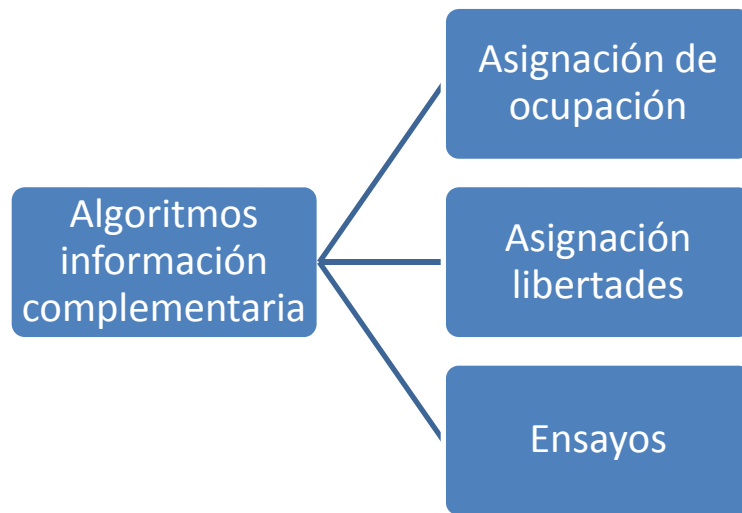 Asignación de
ocupación
Algoritmos
información
complementaria
Asignación
libertades
Ensayos